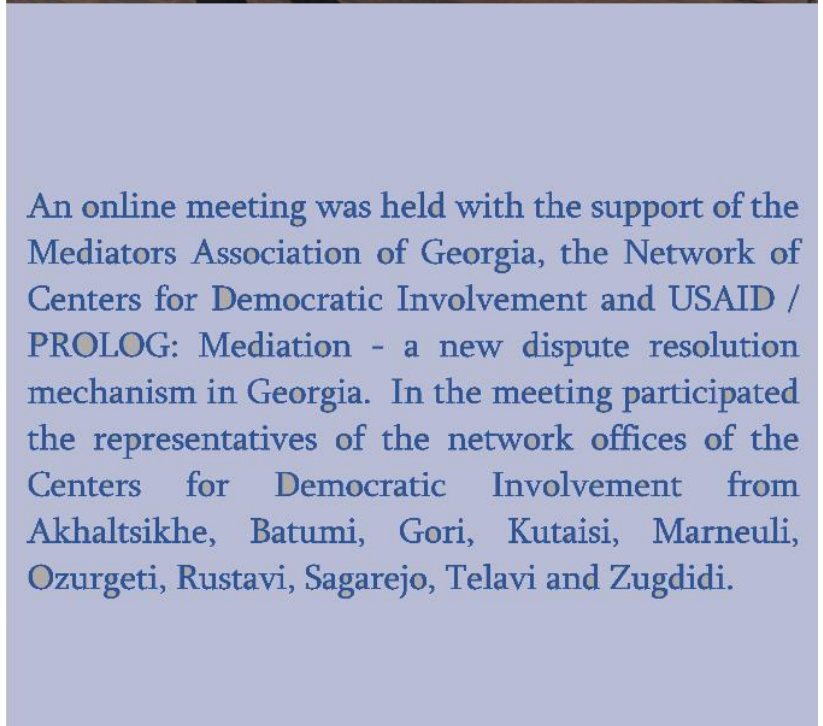 An online meeting was held with the support of the
Mediators Association of Georgia, the Network of
Centers for Democratic Involvement and USAID /
PROLOG: Mediation - a new dispute resolution
mechanism in Georgia. In the meeting participated
the representatives of the network offices of the
Centers for Democratic Involvement from
Akhaltsikhe, Batumi, Gori, Kutaisi, Marneuli,
Ozurgeti, Rustavi, Sagarejo, Telavi and Zugdidi.